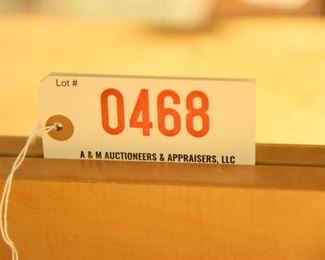 Lot #
0468
A & M AUCTIONEERS & APPRAISERS, LLC